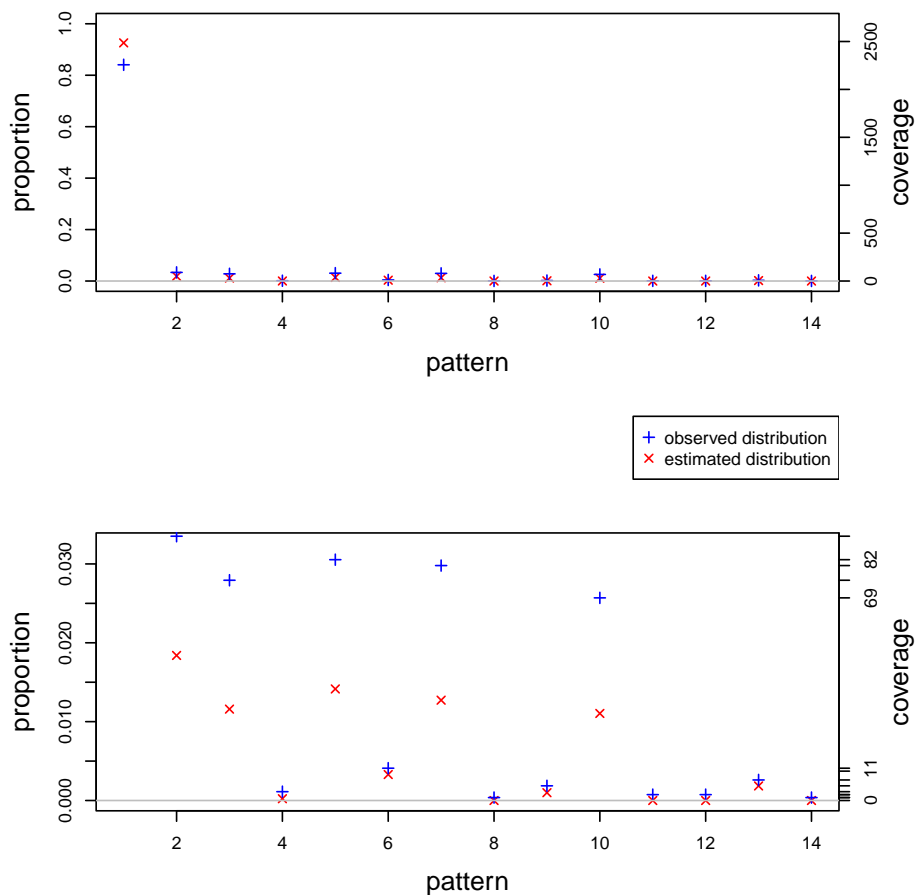 1.0
0.8
0.6
0.4
0.2
0.0
proportion
2500
1500
500
0
coverage
2 4 6 8 10 12 14
pattern
observed distribution
estimated distribution
0.030
0.020
0.010
0.000
proportion
82
69
11
0
coverage
2 4 6 8 10 12 14
pattern